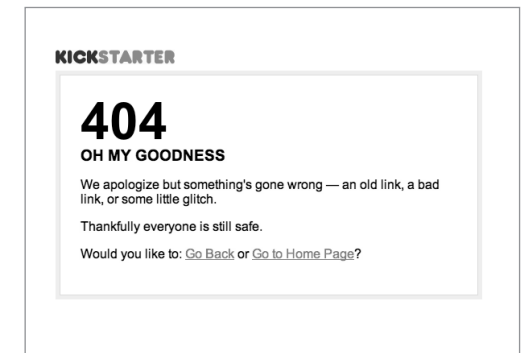 KICKSTARTER
404
OH MY GOODNESS
We apologize but something's gone wrong — an old link, a bad
link, or some little glitch.
Thankfully everyone is still safe.
Would you like to: Go Back or Go to Home Page?